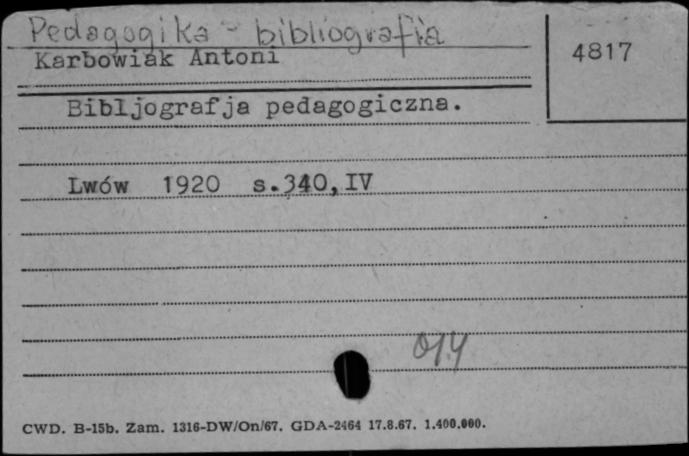 Pedagogika - bibliografia
4817
Karbowiak Antoni
Bibljografja pedagogiczna.
Lwów 1920 s.340,IV
014
CWD. B-15b. Zam. 1316-DW/On/67. GDA-2464 17.8.67. 1.400.000.